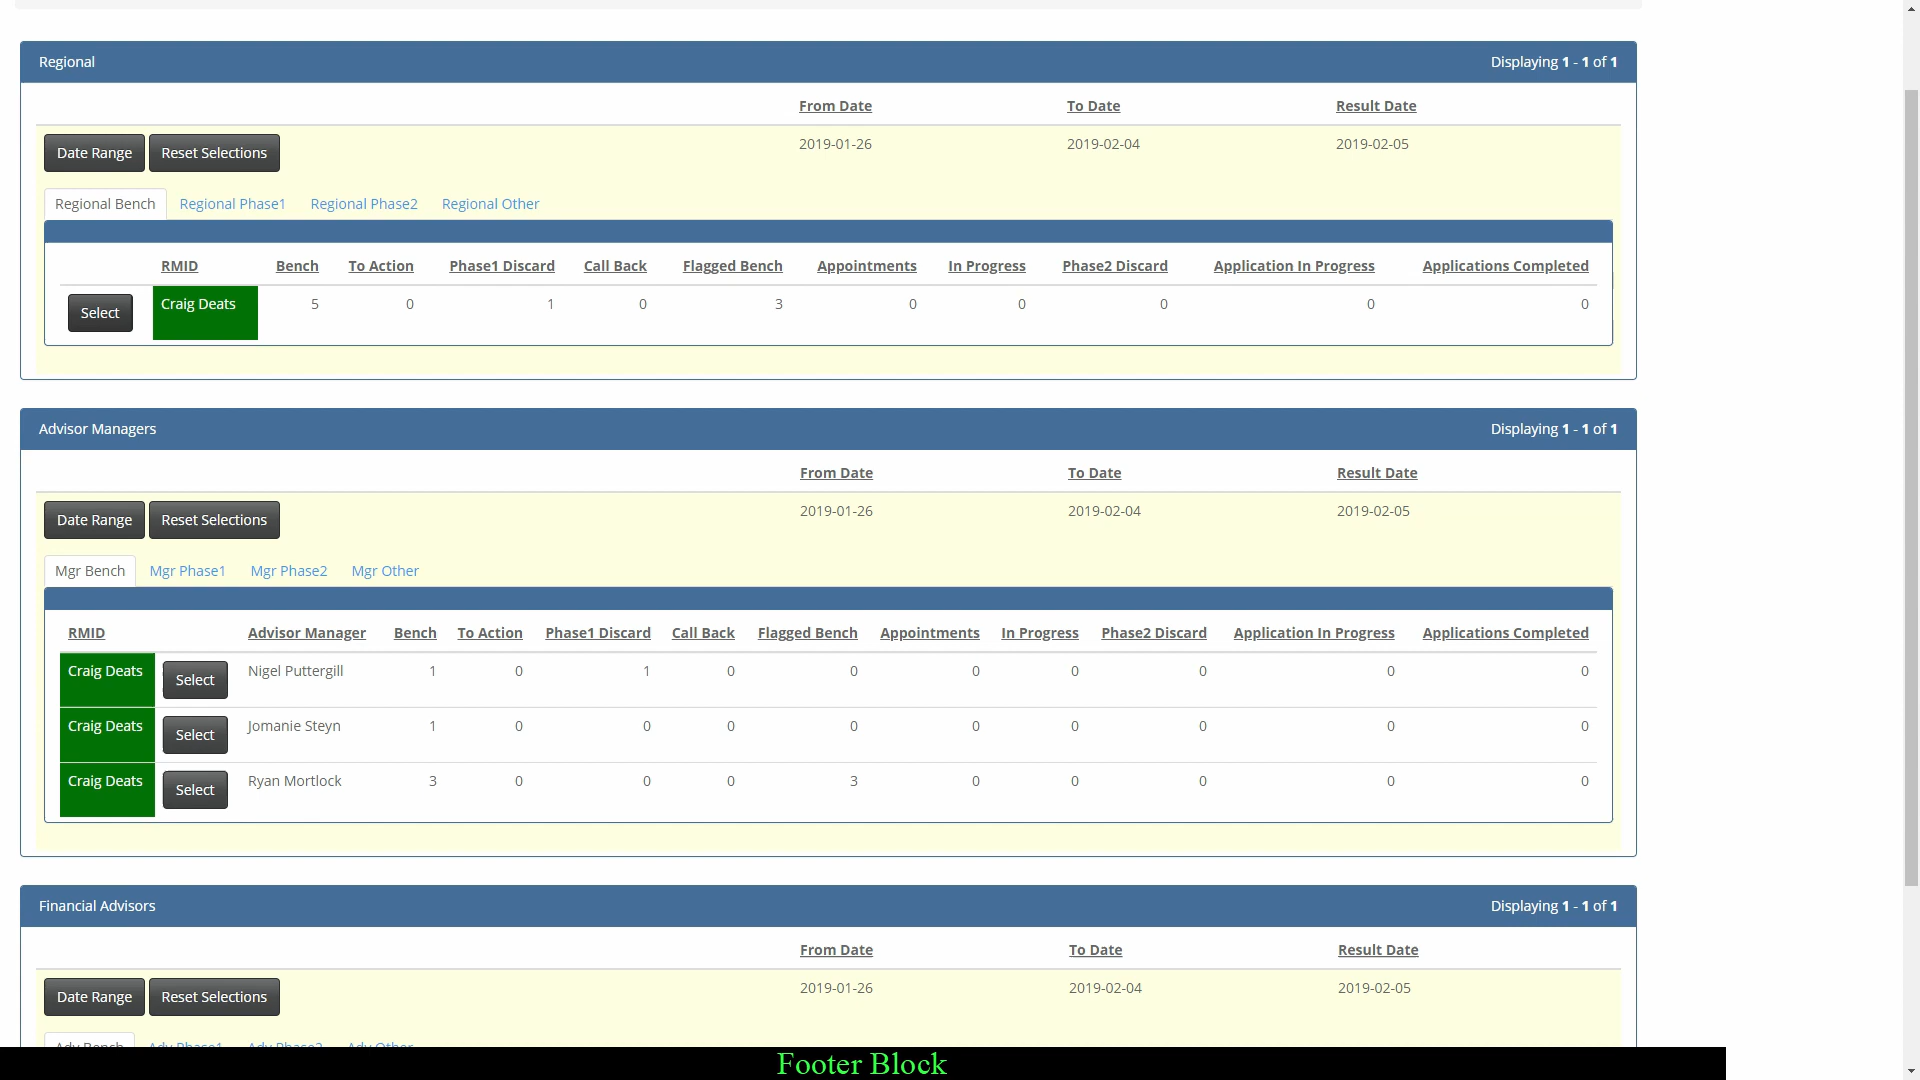 Regional Displaying 1 - 1 of 1
From Date To Date Result Date
Date Range Reset Selections 2019-01-26 2019-02-04 2019-02-05
Regional Bench Regional Phase1 Regional Phase2 Regional Other
RMID Bench To Action Phase1 Discard Call Back Flagged Bench Appointments In Progress Phase2 Discard Application In Progress Applications Completed
Select Craig Deats 5 0 1 0 3 0 0 0 0 0
Advisor Managers Displaying 1 - 1 of 1
From Date To Date Result Date
Date Range Reset Selections 2019-01-26 2019-02-04 2019-02-05
Mgr Bench Mgr Phase1 Mgr Phase2 Mgr Other
RMID Advisor Manager Bench To Action Phase1 Discard Call Back Flagged Bench Appointments In Progress Phase2 Discard Application In Progress Applications Completed
Craig Deats Select Nigel Puttergill 1 0 1 0 0 0 0 0 0 0
Craig Deats Select Jomanie Steyn 1 0 0 0 0 0 0 0 0 0
Craig Deats Select Ryan Mortlock 3 0 0 0 3 0 0 0 0 0
Financial Advisors Displaying 1 - 1 of 1
From Date To Date Result Date
Date Range Reset Selections 2019-01-26 2019-02-04 2019-02-05
Adv Bench Adv Phase1 Adv Phase2 Adv Other
Footer Block